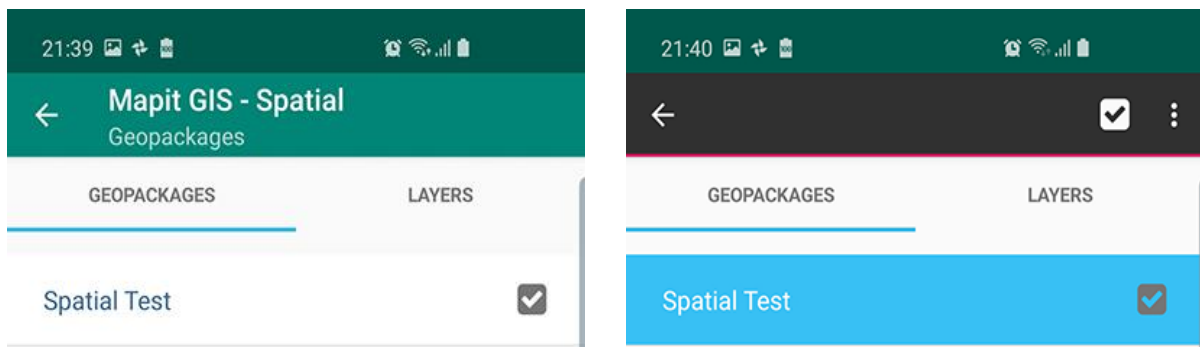 21:39
Mapit GIS - Spatial
Geopackages
GEOPACKAGES LAYERS
Spatial Test
21:40
GEOPACKAGES LAYERS
Spatial Test